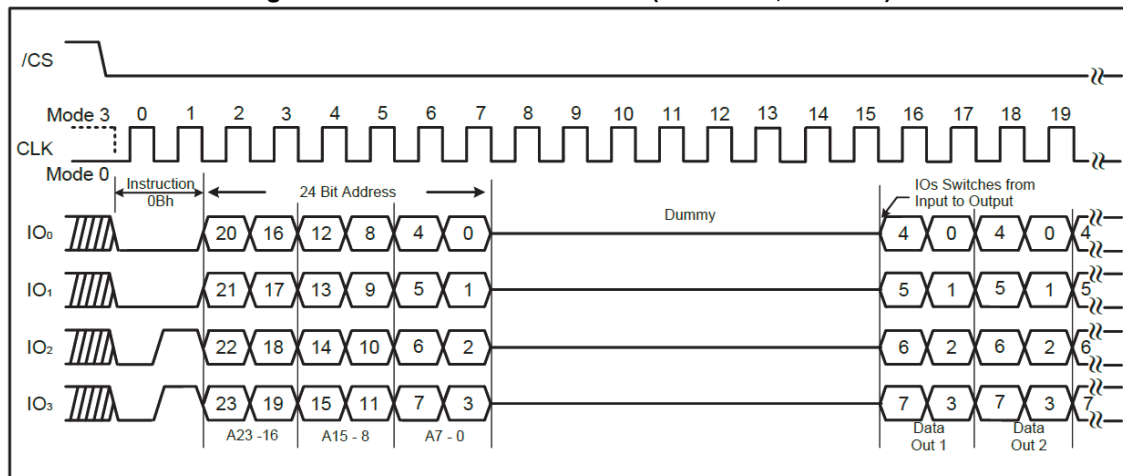 /CS
Mode 3 0 1 2 3 4 5 6 7 8 9 10 11 12 13 14 15 16 17 18 19
CLK
Mode 0
Instruction
0Bh
24 Bit Address
Dummy
IOs Switches from
Input to Output
IO₀ 20 16 12 8 4 0 4 0 4 0 4
IO₁ 21 17 13 9 5 1 5 1 5 1 5
IO₂ 22 18 14 10 6 2 6 2 6 2 6
IO₃ 23 19 15 11 7 3 7 3 7 3 7
A23 -16 A15 - 8 A7 - 0
Data
Out 1
Data
Out 2